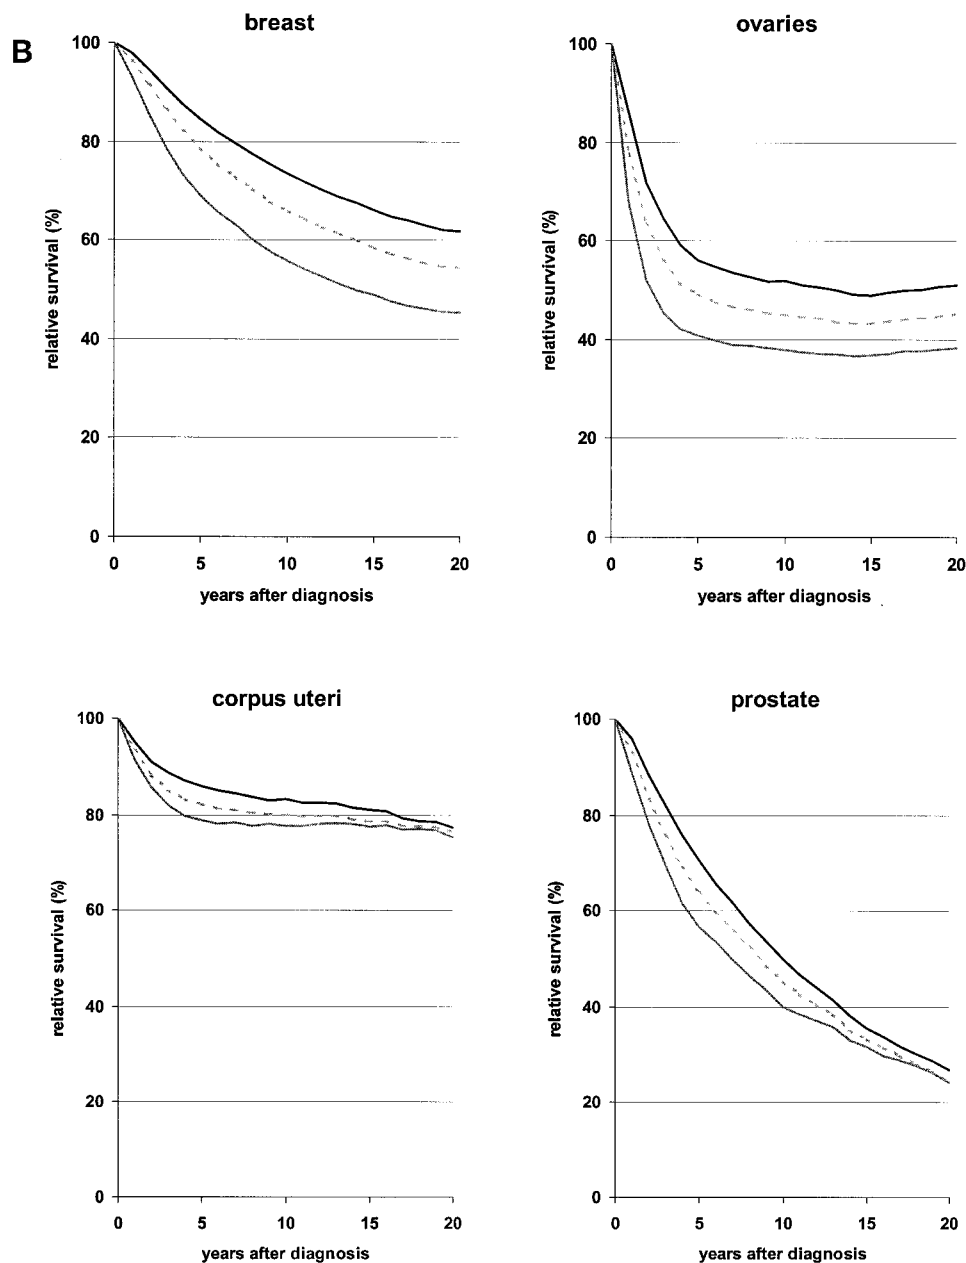 B
breast
100
80
60
40
20
0
relative survival (%)
0 5 10 15 20
years after diagnosis
ovaries
100
80
60
40
20
0
relative survival (%)
0 5 10 15 20
years after diagnosis
corpus uteri
100
80
60
40
20
0
relative survival (%)
0 5 10 15 20
years after diagnosis
prostate
100
80
60
40
20
0
relative survival (%)
0 5 10 15 20
years after diagnosis